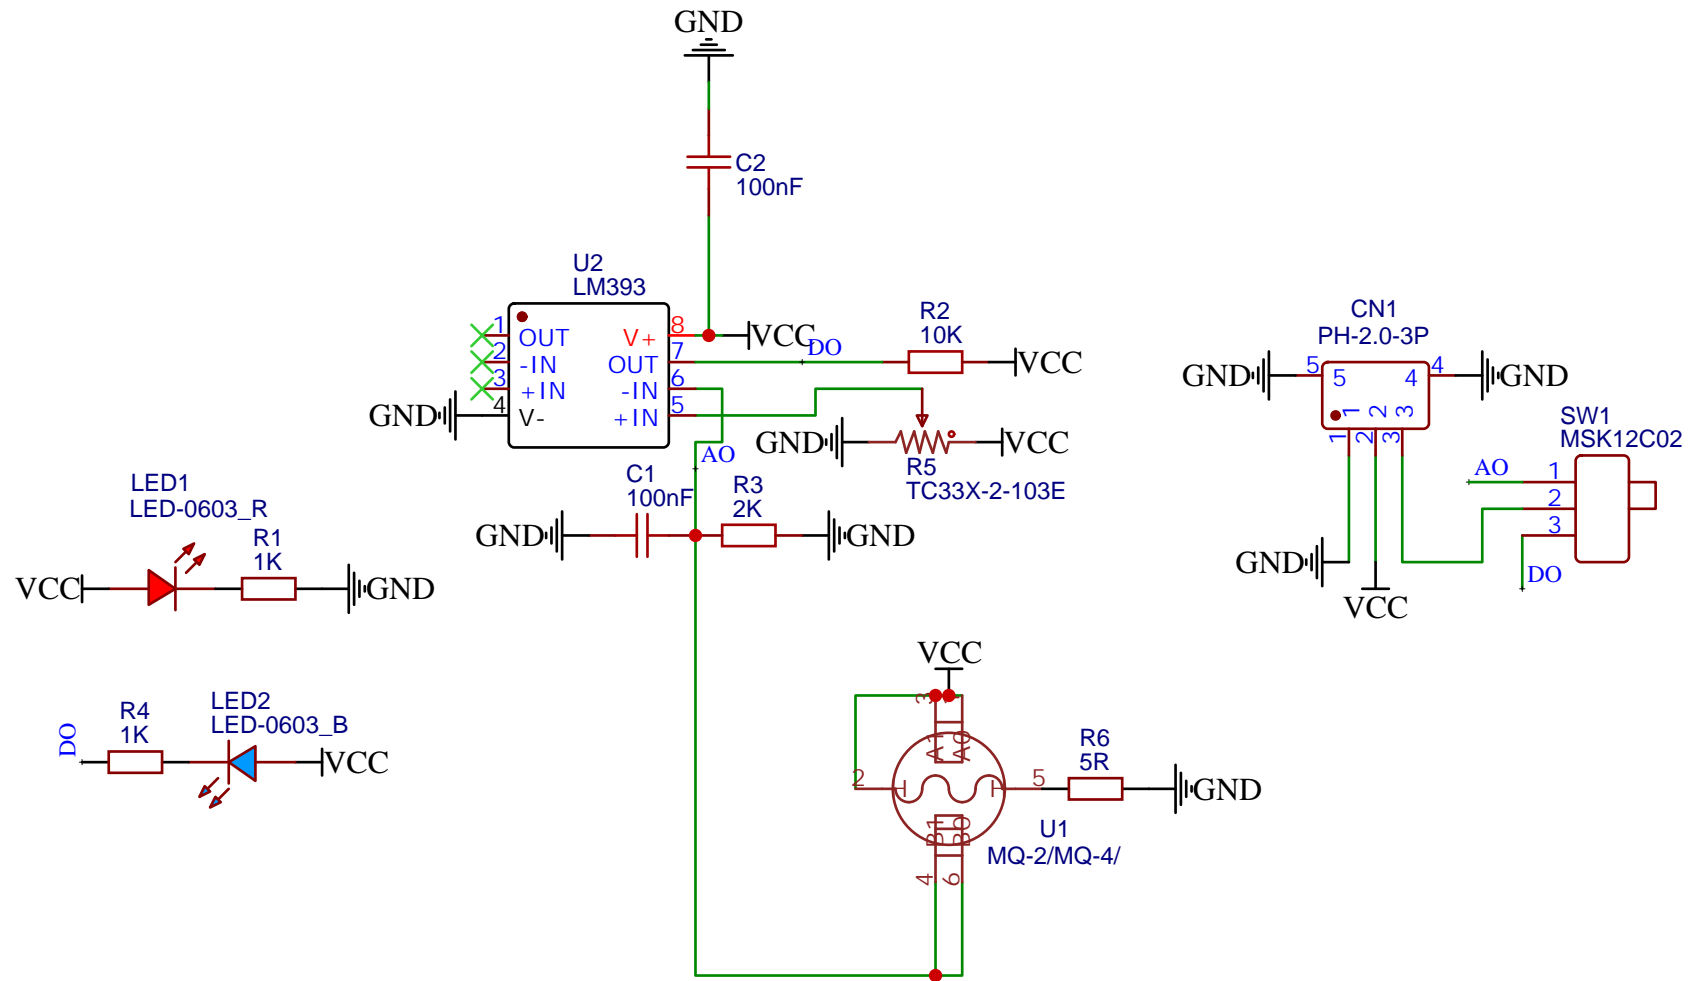 GND
C2
100nF
U2
LM393
1
2
3
4
OUT
-IN
+IN
V-
V+
OUT
-IN
+IN
8
7
6
5
VCC
DO
R2
10K
VCC
GND
GND
VCC
R5
TC33X-2-103E
AO
C1
100nF
R3
2K
GND
GND
LED1
LED-0603_R
R1
1K
VCC
GND
DO
R4
1K
LED2
LED-0603_B
VCC
VCC
3
A1
A0
2
H
H
5
B1
B0
4
6
R6
5R
GND
U1
MQ-2/MQ-4/
CN1
PH-2.0-3P
GND
5
5
4
4
GND
1
2
3
1
2
3
GND
VCC
SW1
MSK12C02
AO
1
2
3
DO